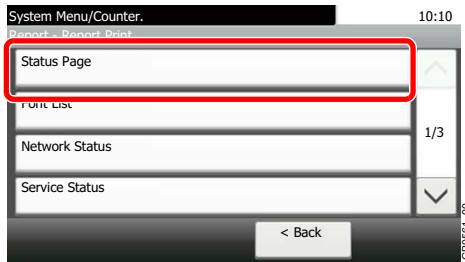 System Menu/Counter. 10:10
Report - Report Print
Status Page
Font List
1/3
Network Status
Service Status
< Back